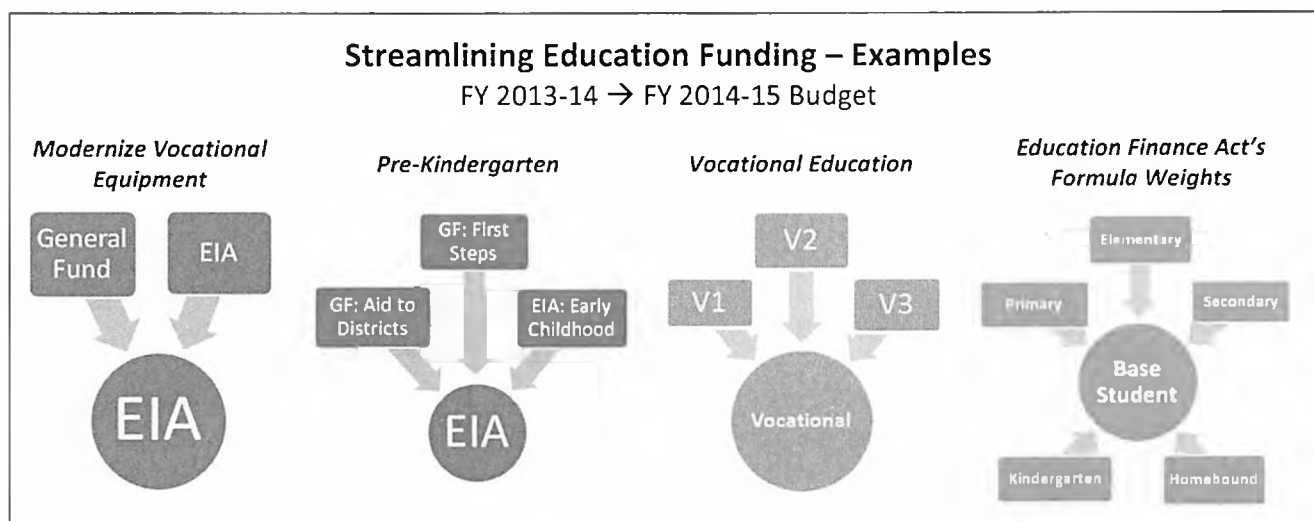 Streamlining Education Funding – Examples
FY 2013-14 → FY 2014-15 Budget
Modernize Vocational
Equipment
General
Fund
EIA
EIA
Pre-Kindergarten
GF: First
Steps
GF: Aid to
Districts
EIA: Early
Childhood
EIA
Vocational Education
V2
V1
V3
Vocational
Education Finance Act's
Formula Weights
Elementary
Primary
Secondary
Base
Student
Kindergarten
Homebound